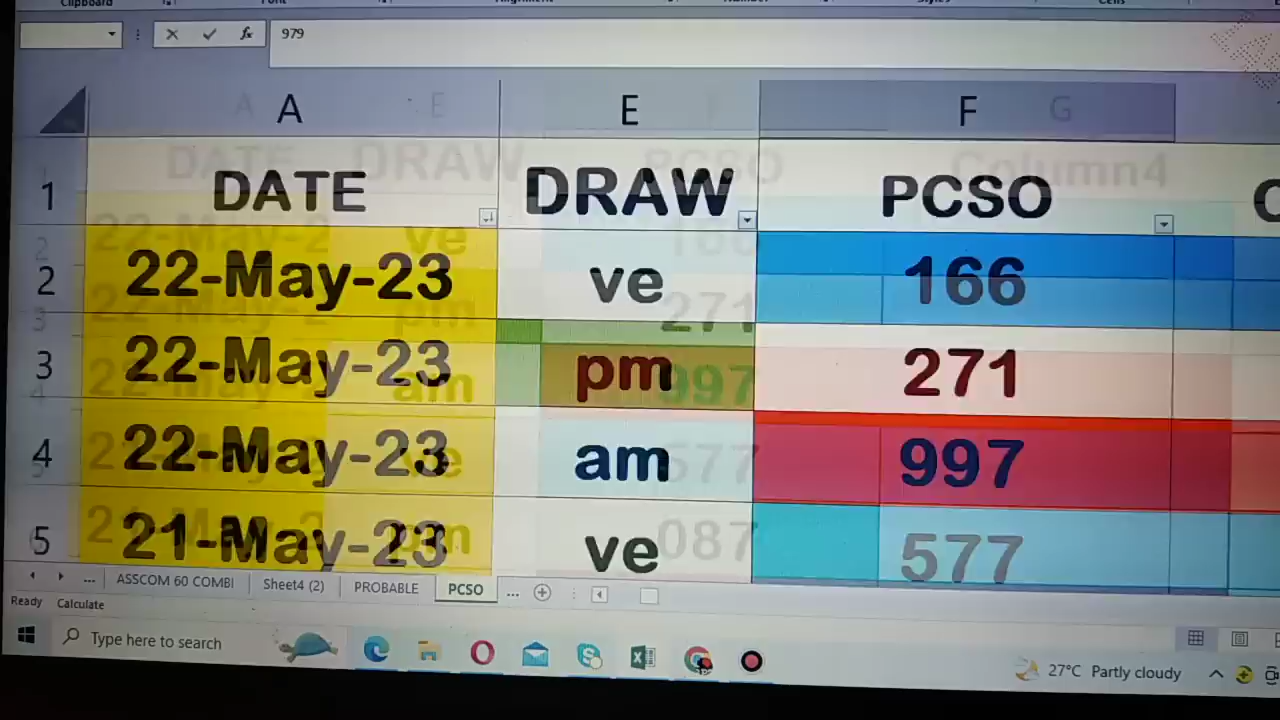 979
A E F G
1 DATE DRAW PCSO Column4
2 22-May-23 ve 166
3 22-May-23 pm 271
4 22-May-23 am 997
5 21-May-23 ve 577
... ASSCOM 60 COMBI Sheet4 (2) PROBABLE PCSO ...
Ready Calculate
Type here to search 27°C Partly cloudy